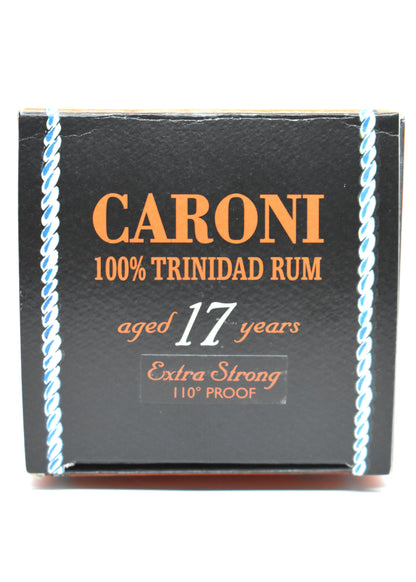 CARONI
100% TRINIDAD RUM
aged 17 years
Extra Strong
110° PROOF